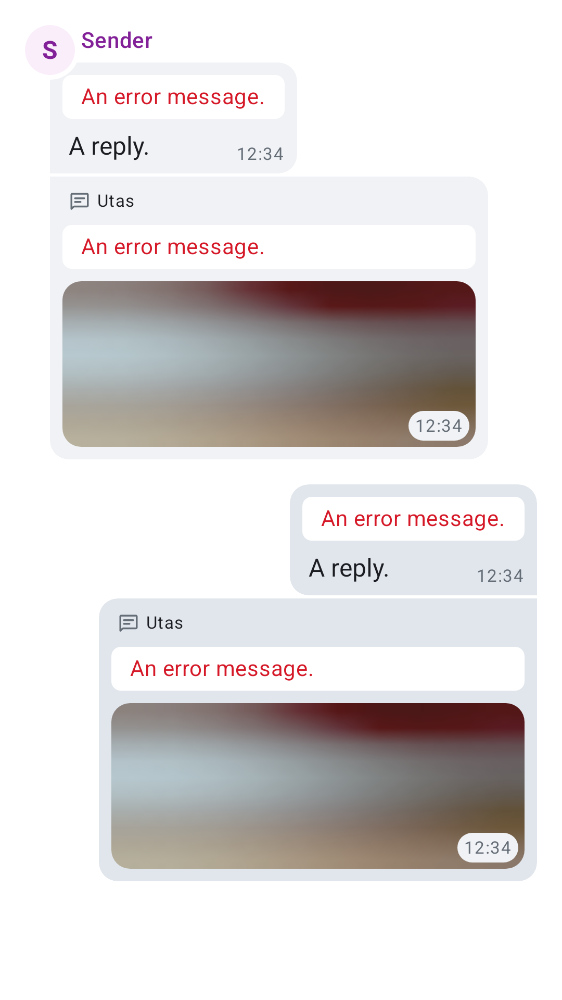 S
Sender
An error message.
A reply.
12:34
Utas
An error message.
12:34
An error message.
A reply.
12:34
Utas
An error message.
12:34